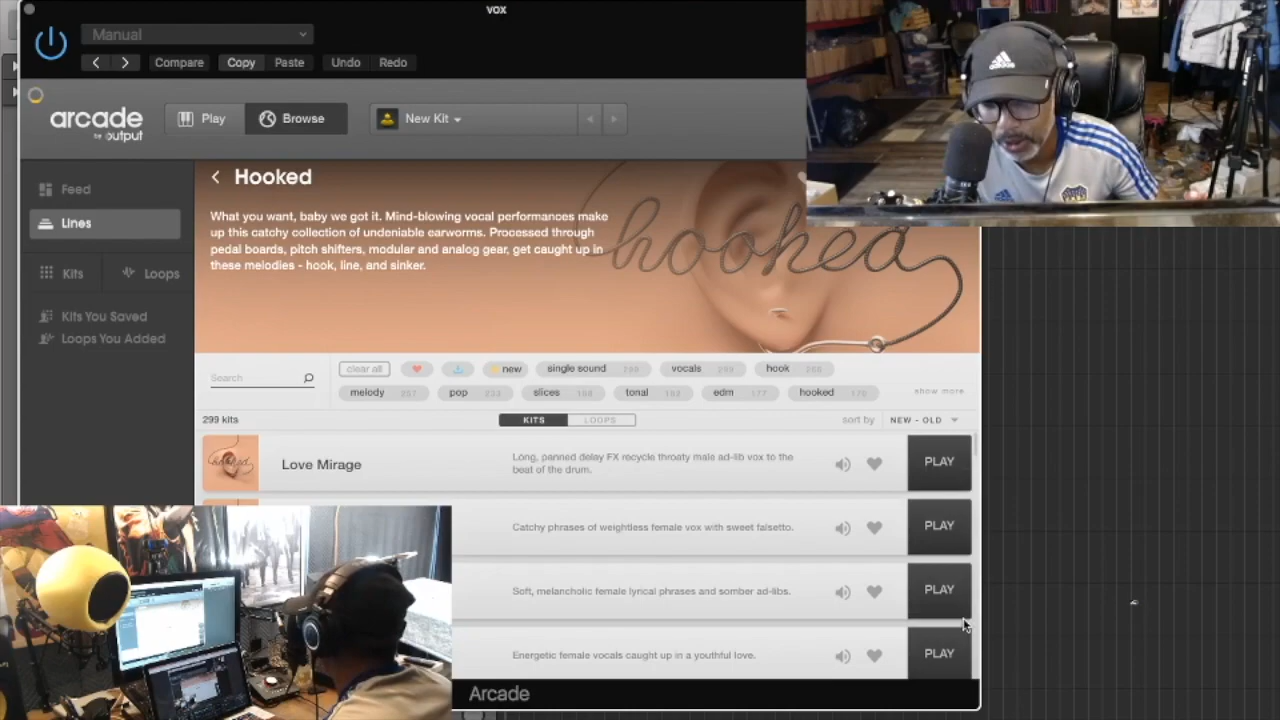 vox
Manual
Compare Copy Paste Undo Redo
arcade
by output
Play
Browse
New Kit
Feed
Lines
Kits
Loops
Kits You Saved
Loops You Added
Hooked
What you want, baby we got it. Mind-blowing vocal performances make
up this catchy collection of undeniable earworms. Processed through
pedal boards, pitch shifters, modular and analog gear, get caught up in
these melodies - hook, line, and sinker.
hooked
Search
clear all
new
single sound
vocals
hook
melody
pop
slices
tonal
edm
hooked
show more
299 kits
KITS
LOOPS
sort by
NEW - OLD
hooked
Love Mirage
Long, panned delay FX recycle throaty male ad-lib vox to the
beat of the drum.
PLAY
Catchy phrases of weightless female vox with sweet falsetto.
PLAY
Soft, melancholic female lyrical phrases and somber ad-libs.
PLAY
Energetic female vocals caught up in a youthful love.
PLAY
Arcade